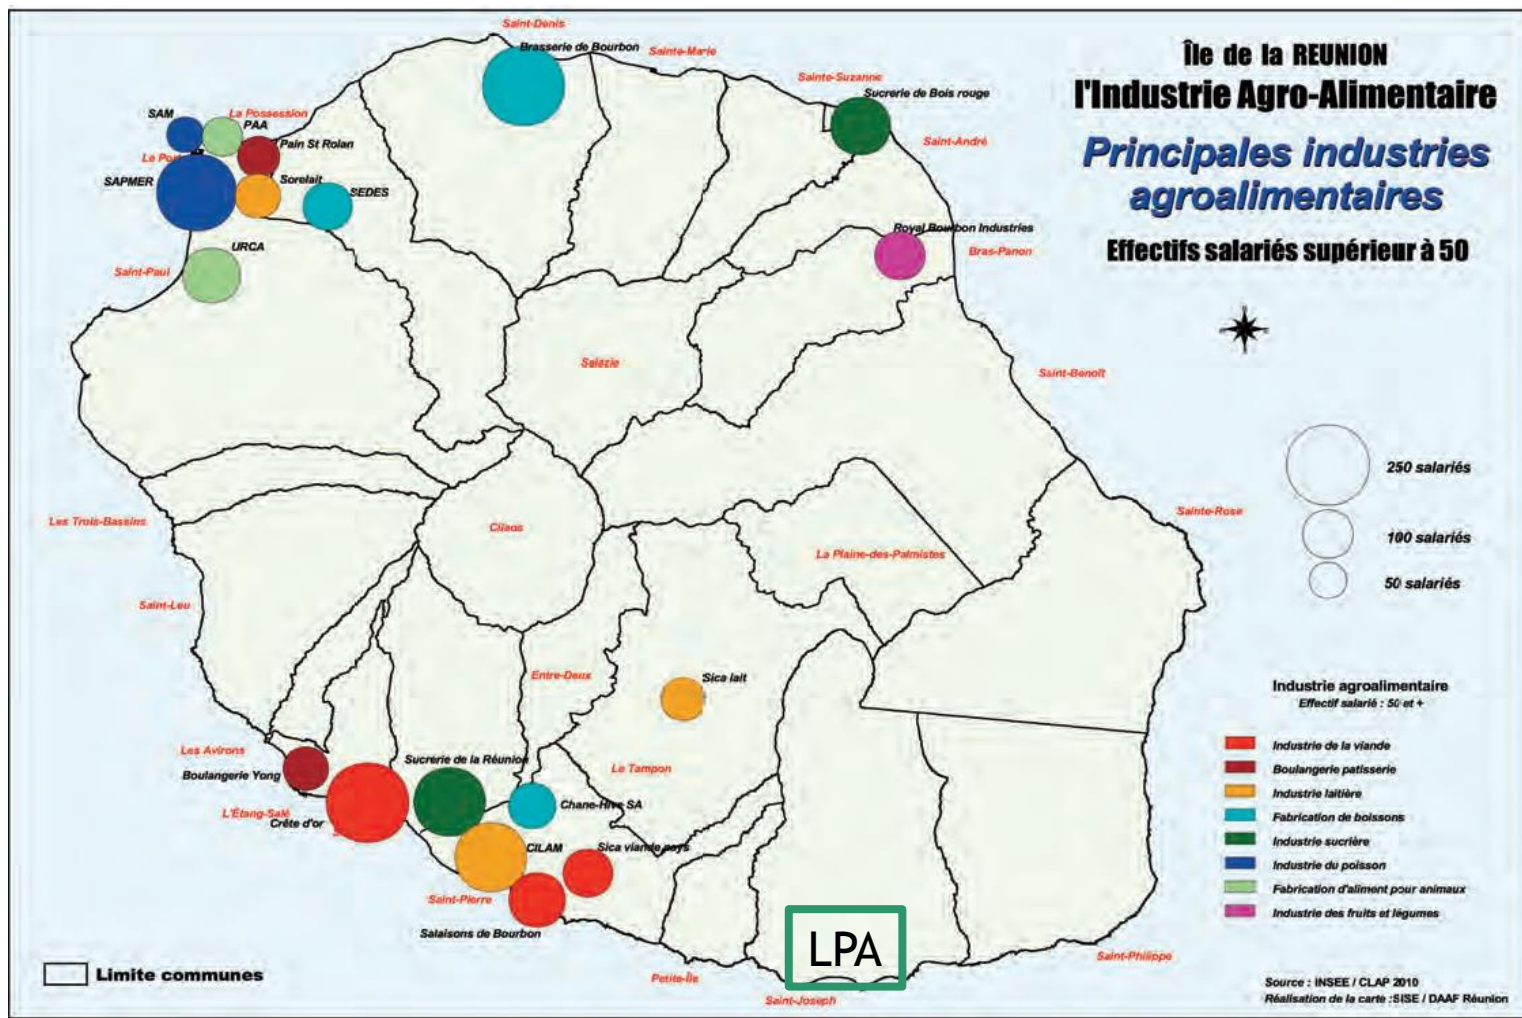 Île de la REUNION
l'Industrie Agro-Alimentaire
Principales industries
agroalimentaires
Effectifs salariés supérieur à 50
Saint-Denis
Brasserie de Bourbon
Sainte-Marie
Sainte-Suzanne
Sucrerie de Bois rouge
Saint-André
SAM
La Possession
PAA
Pain St Rolan
Le Port
SAPMER
Sorelait
SEDES
URCA
Saint-Paul
Royal Bourbon Industries
Bras-Panon
Salazie
Saint-Benoît
250 salariés
100 salariés
50 salariés
Les Trois-Bassins
Cilaos
Sainte-Rose
La Plaine-des-Palmistes
Saint-Leu
Entre-Deux
Sica lait
Les Avirons
Boulangerie Yong
Sucrerie de la Réunion
Le Tampon
L'Étang-Salé
Crête d'or
Chane-Hive SA
CILAM
Sica viande pays
Saint-Pierre
Salaisons de Bourbon
Petite-Île
Saint-Joseph
Saint-Philippe
LPA
Industrie agroalimentaire
Effectif salarié : 50 et +
Industrie de la viande
Boulangerie patisserie
Industrie laitière
Fabrication de boissons
Industrie sucrière
Industrie du poisson
Fabrication d'aliment pour animaux
Industrie des fruits et légumes
Limite communes
Source : INSEE / CLAP 2010
Réalisation de la carte :SISE / DAAF Réunion